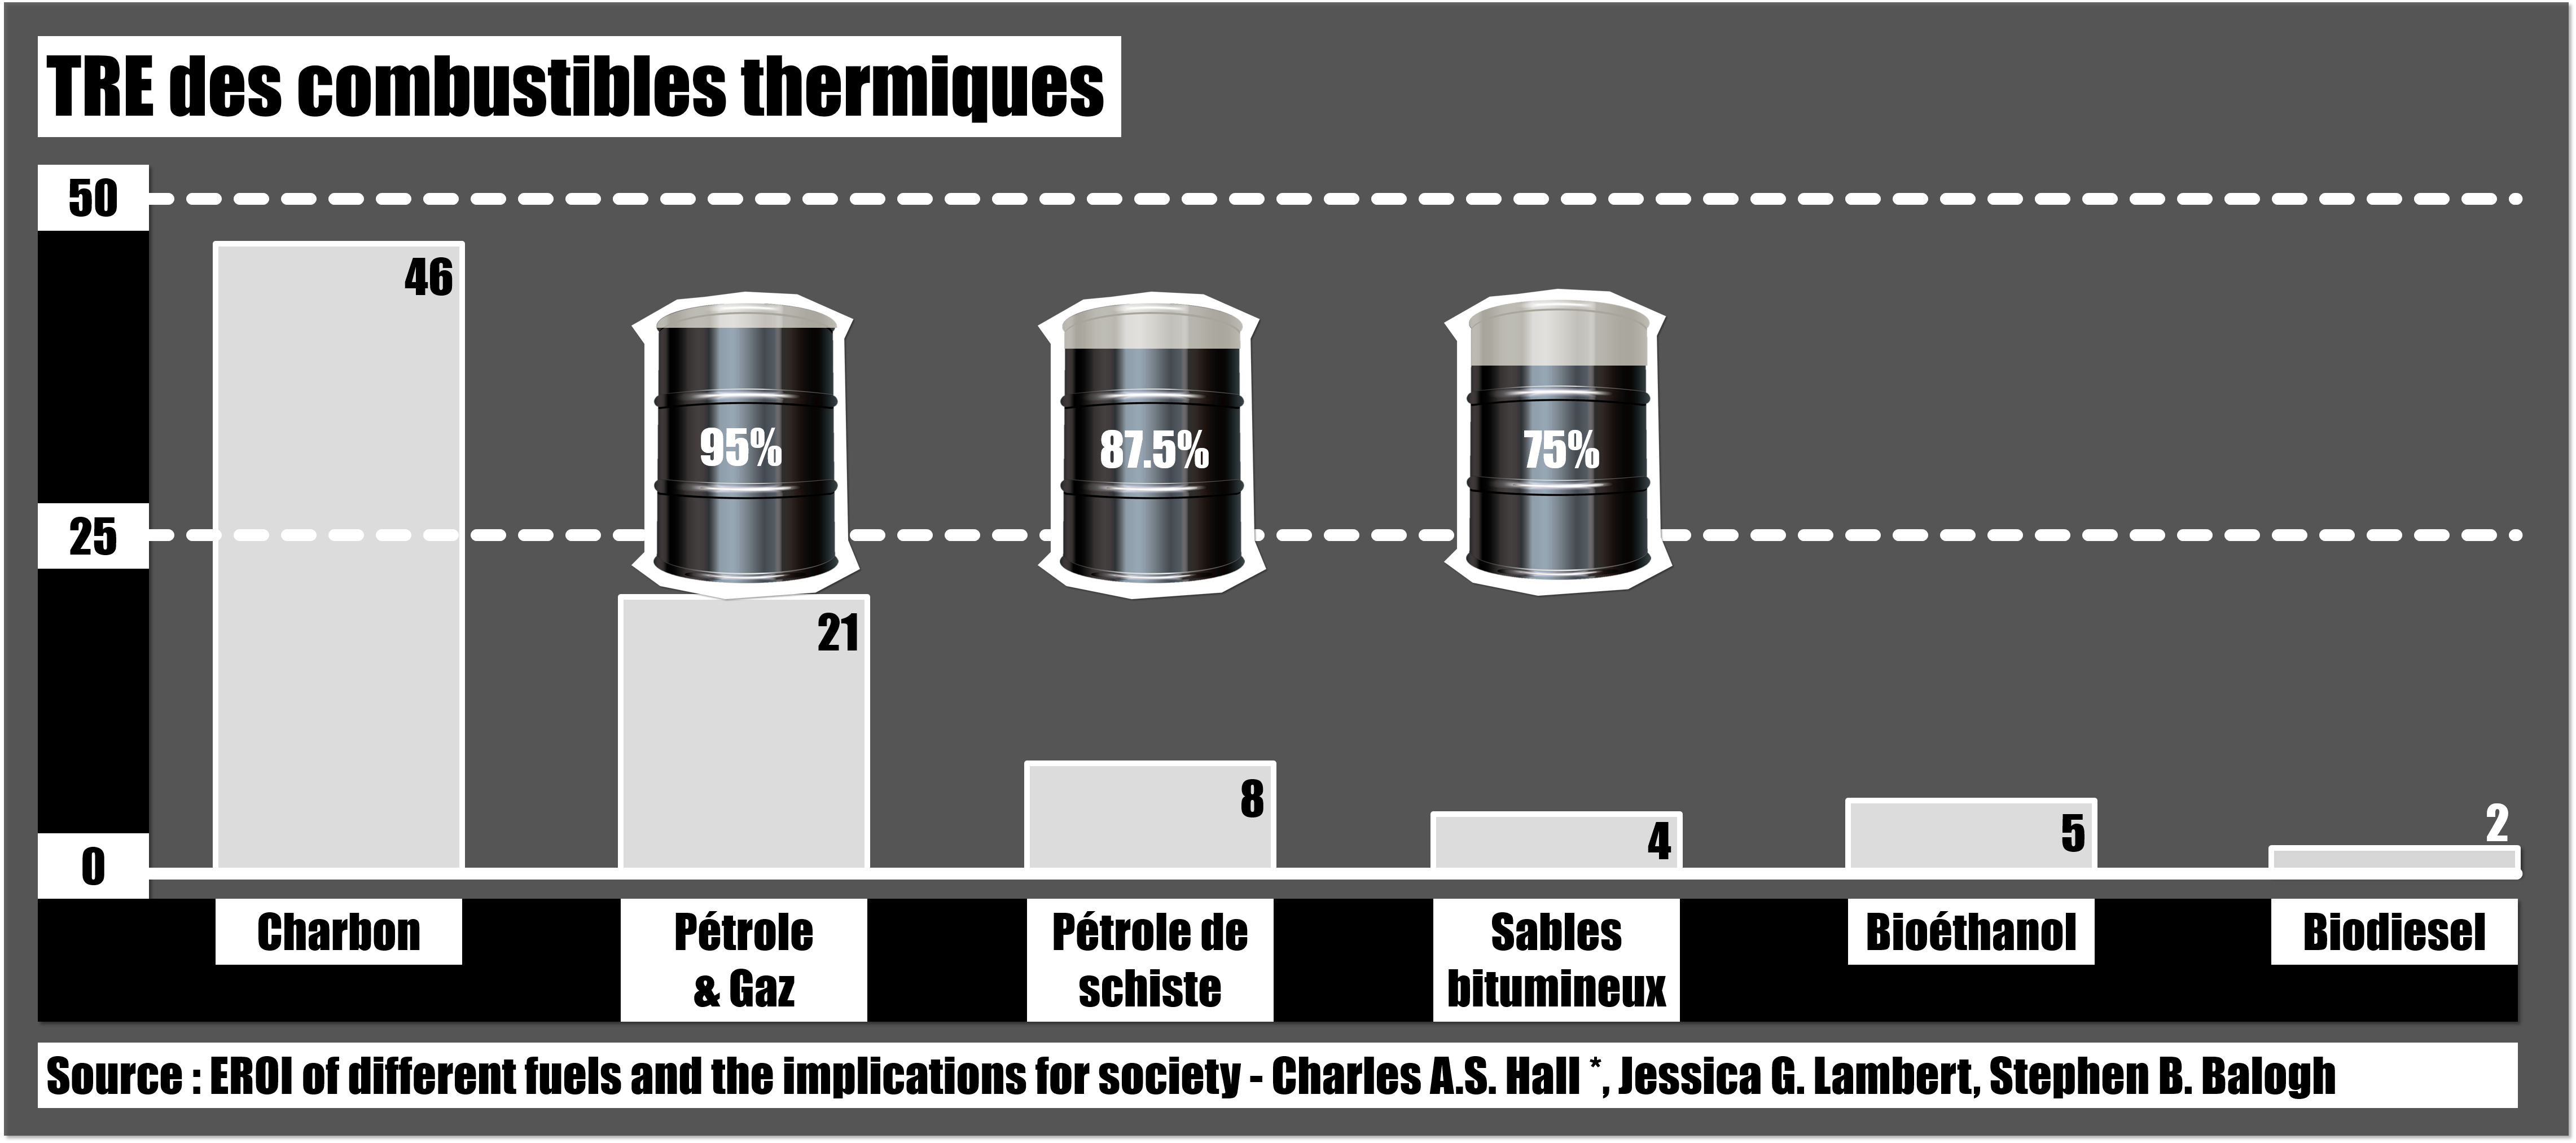 TRE des combustibles thermiques
50
46
95%
87.5%
75%
25
21
8
4
5
2
0
Charbon
Pétrole
& Gaz
Pétrole de
schiste
Sables
bitumineux
Bioéthanol
Biodiesel
Source : EROI of different fuels and the implications for society - Charles A.S. Hall *, Jessica G. Lambert, Stephen B. Balogh